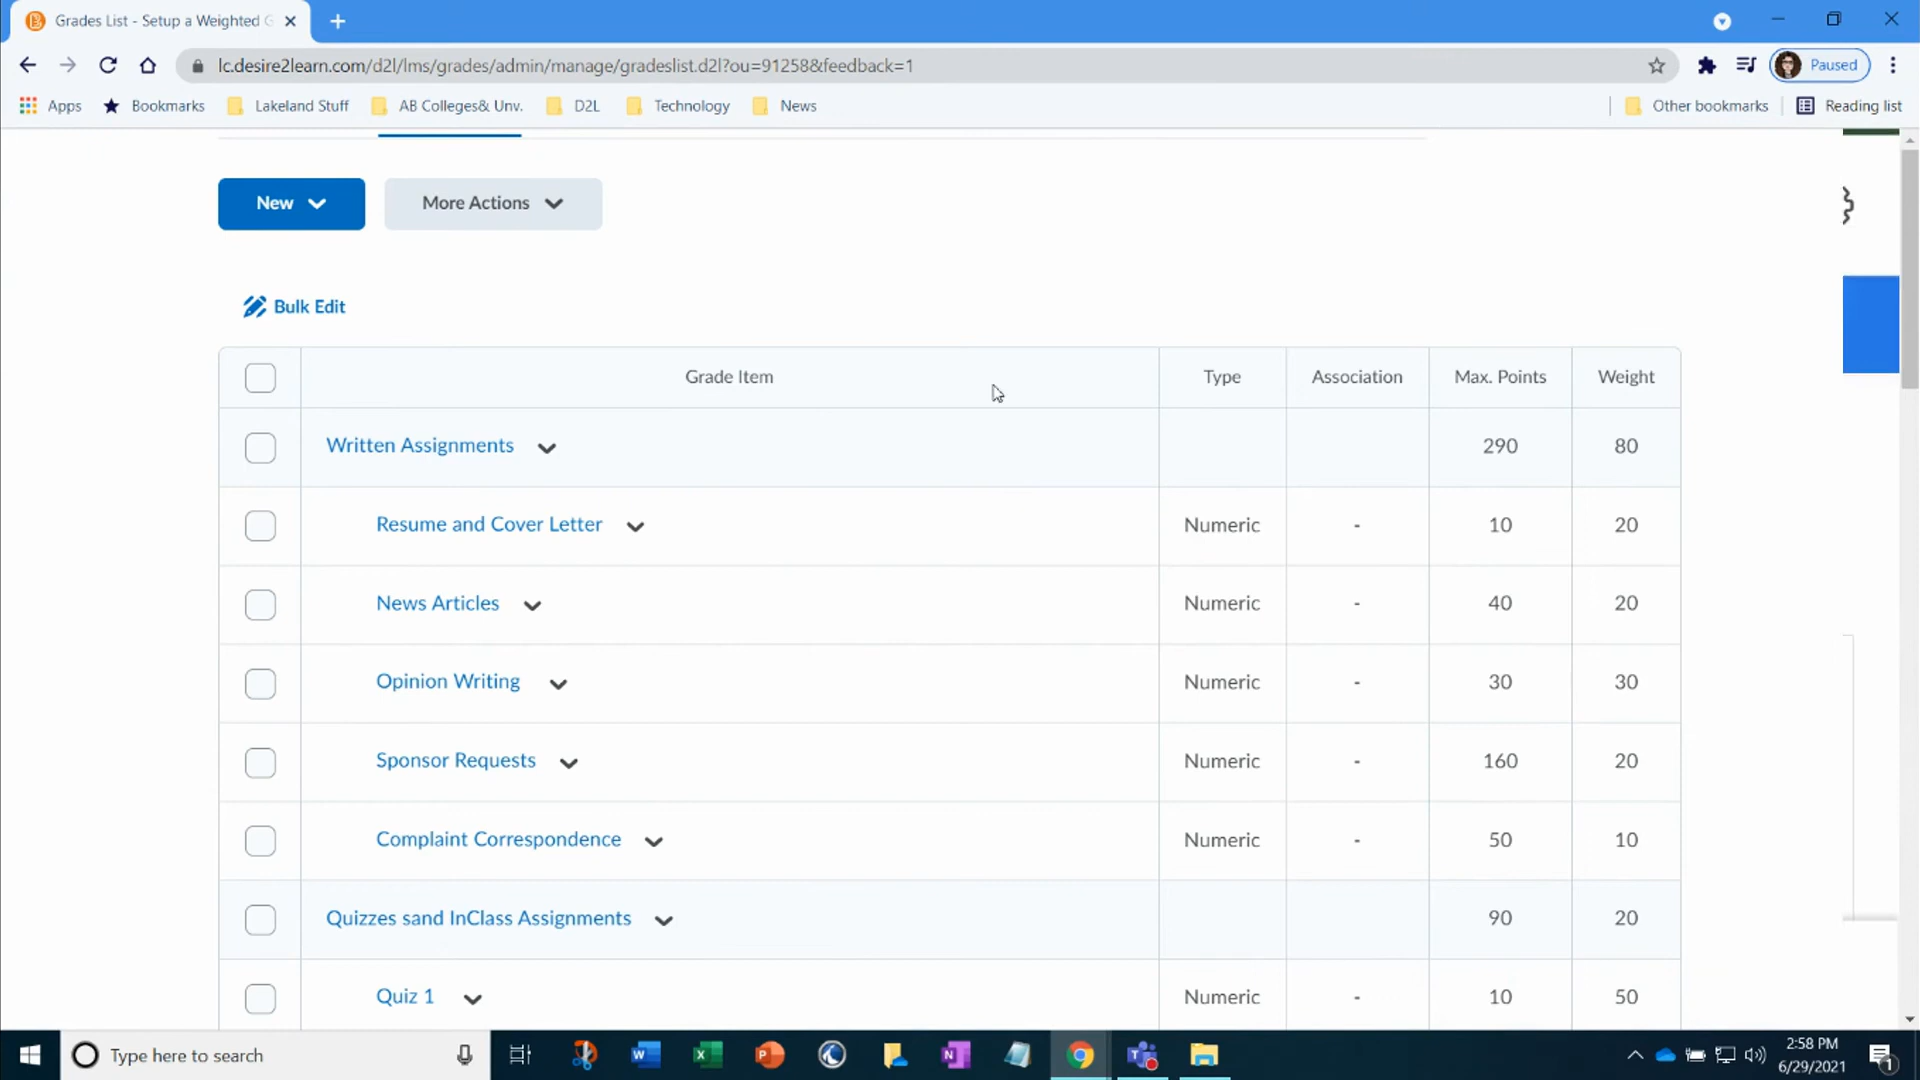 Grades List - Setup a Weighted G
lc.desire2learn.com/d2l/lms/grades/admin/manage/gradeslist.d2l?ou=91258&feedback=1
Paused
Apps Bookmarks Lakeland Stuff AB Colleges& Unv. D2L Technology News Other bookmarks Reading list
New More Actions
Bulk Edit
Grade Item Type Association Max. Points Weight
Written Assignments 290 80
Resume and Cover Letter Numeric - 10 20
News Articles Numeric - 40 20
Opinion Writing Numeric - 30 30
Sponsor Requests Numeric - 160 20
Complaint Correspondence Numeric - 50 10
Quizzes sand InClass Assignments 90 20
Quiz 1 Numeric - 10 50
Type here to search
2:58 PM
6/29/2021
1